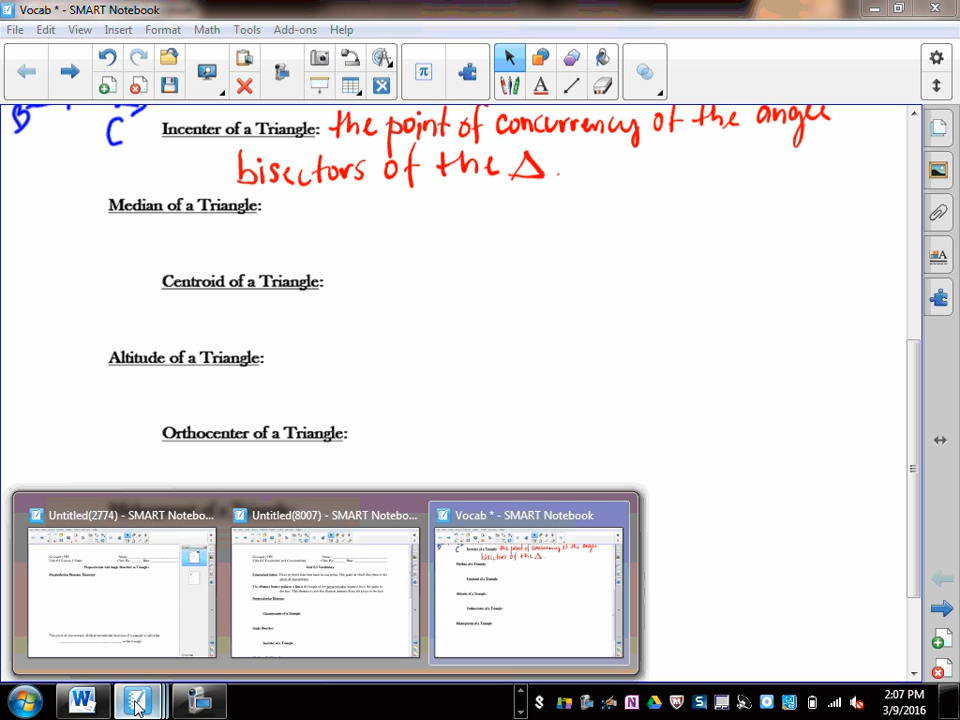 Vocab * - SMART Notebook
File Edit View Insert Format Math Tools Add-ons Help
B
C
Incenter of a Triangle: the point of concurrency of the angle
bisectors of the Δ.
Median of a Triangle:
Centroid of a Triangle:
Altitude of a Triangle:
Orthocenter of a Triangle:
Untitled(2774) - SMART Notebo... Untitled(8007) - SMART Notebo... Vocab * - SMART Notebook
2:07 PM
3/9/2016